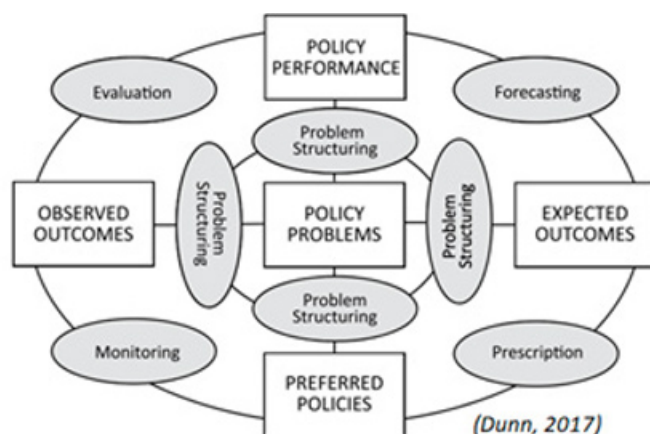 POLICY
PERFORMANCE
Evaluation
Forecasting
Problem
Structuring
OBSERVED
OUTCOMES
Problem
Structuring
POLICY
PROBLEMS
Problem
Structuring
EXPECTED
OUTCOMES
Problem
Structuring
Monitoring
Prescription
PREFERRED
POLICIES
(Dunn, 2017)